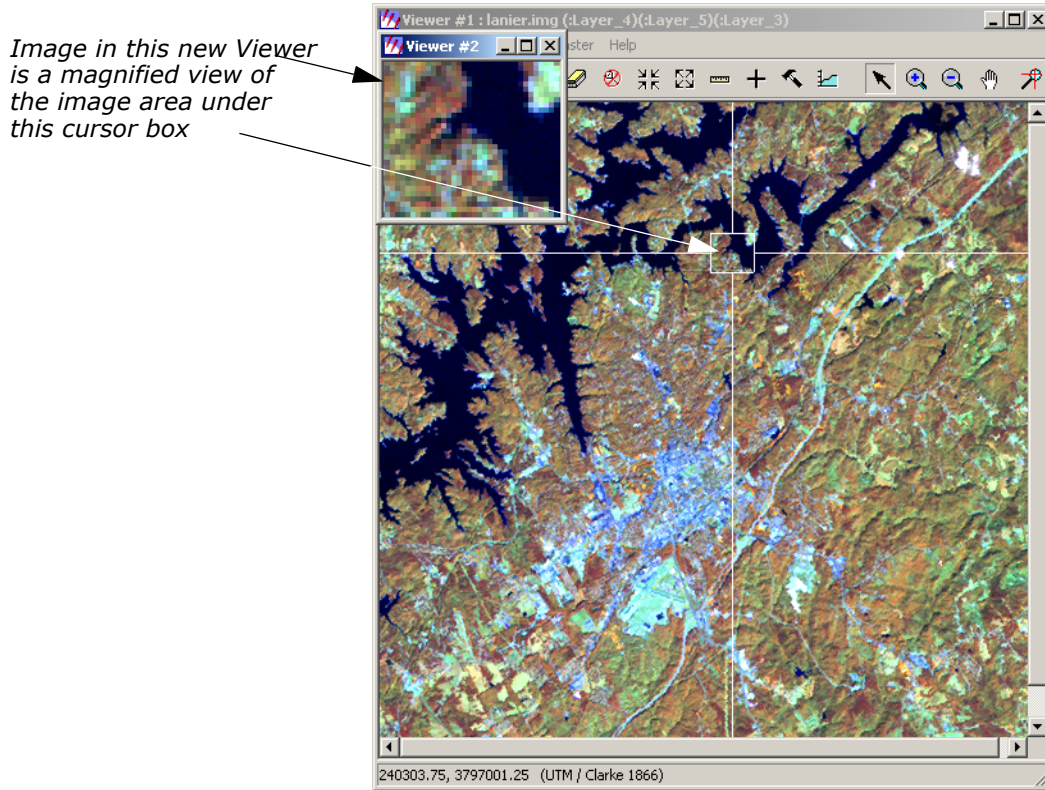 Viewer #1 : lanier.img (:Layer_4)(:Layer_5)(:Layer_3)
Image in this new Viewer
is a magnified view of
the image area under
this cursor box
Viewer #2
Help
240303.75, 3797001.25 (UTM / Clarke 1866)